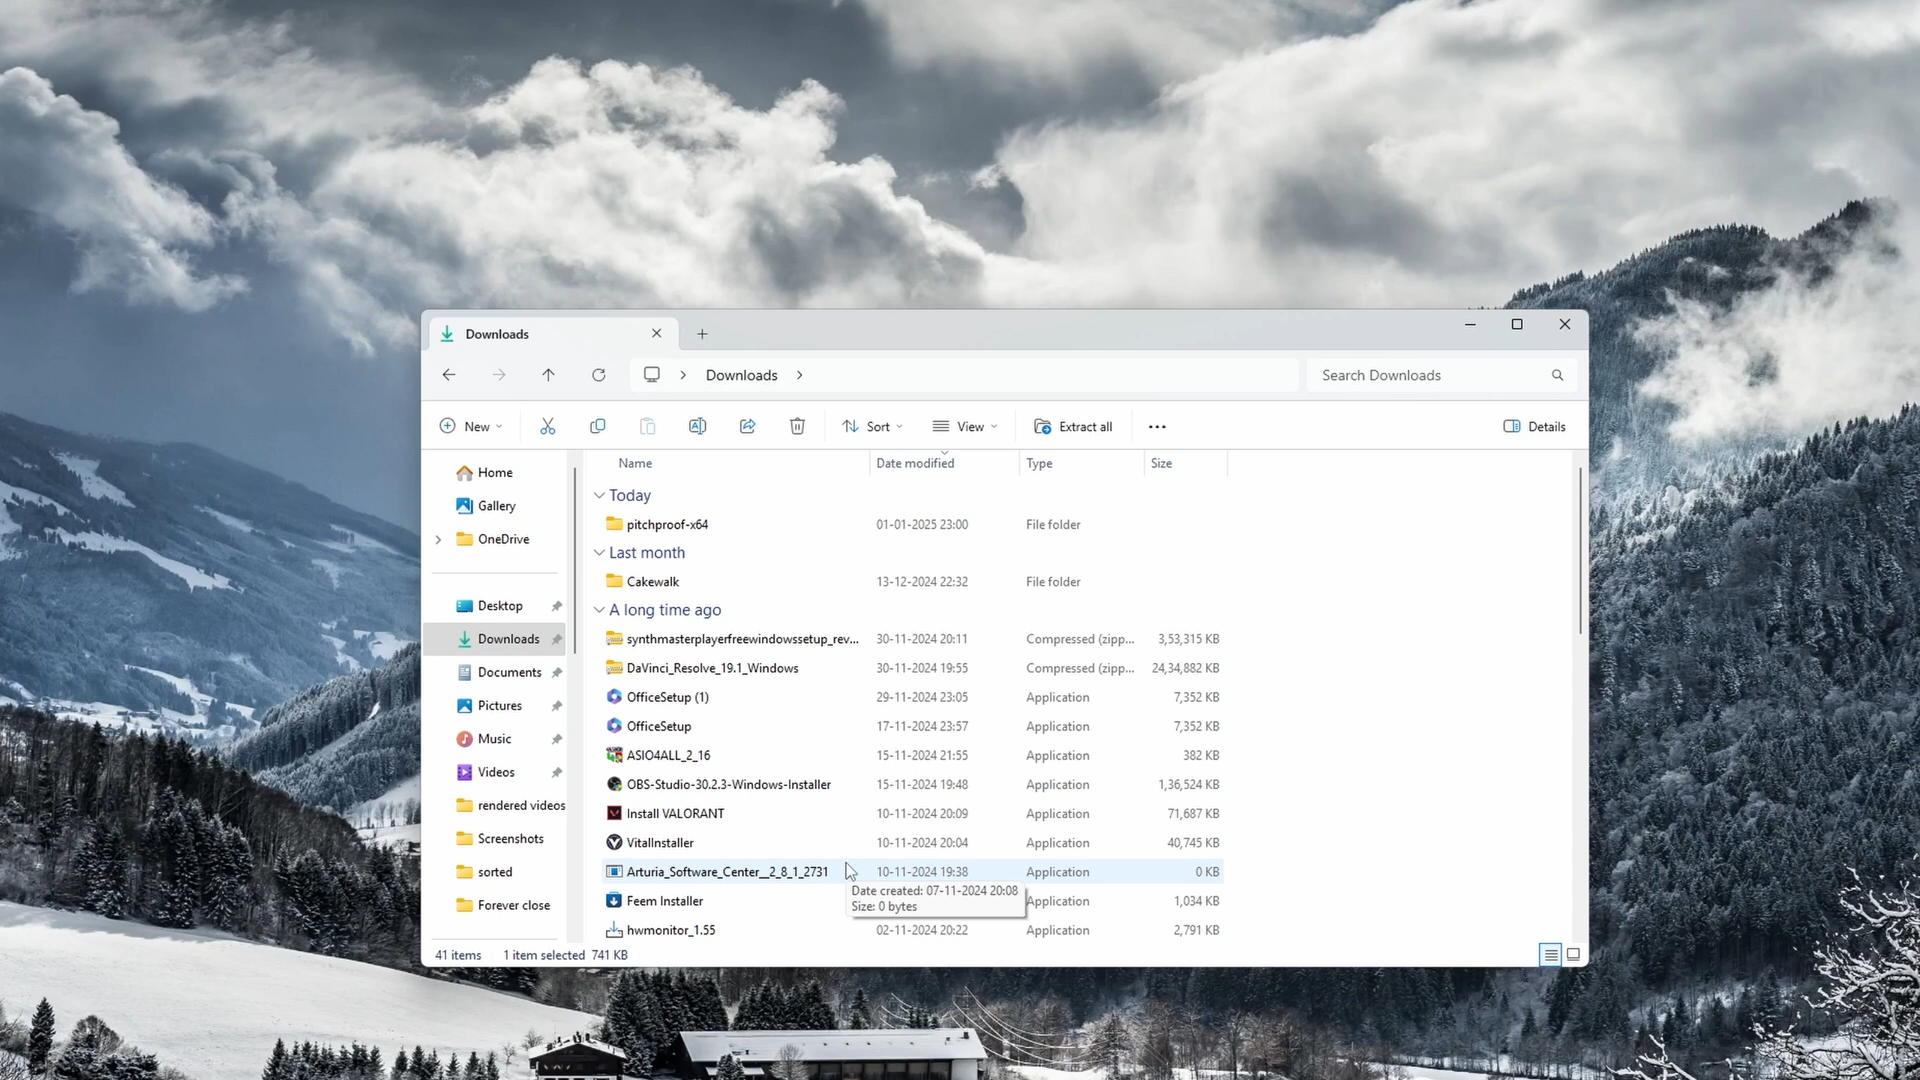 Downloads
Downloads
Search Downloads
New
Sort
View
Extract all
Details
Name Date modified Type Size
Home
Gallery
OneDrive
Desktop
Downloads
Documents
Pictures
Music
Videos
rendered videos
Screenshots
sorted
Forever close
Today
pitchproof-x64 01-01-2025 23:00 File folder
Last month
Cakewalk 13-12-2024 22:32 File folder
A long time ago
synthmasterplayerfreewindowssetup_rev... 30-11-2024 20:11 Compressed (zipp... 3,53,315 KB
DaVinci_Resolve_19.1_Windows 30-11-2024 19:55 Compressed (zipp... 24,34,882 KB
OfficeSetup (1) 29-11-2024 23:05 Application 7,352 KB
OfficeSetup 17-11-2024 23:57 Application 7,352 KB
ASIO4ALL_2_16 15-11-2024 21:55 Application 382 KB
OBS-Studio-30.2.3-Windows-Installer 15-11-2024 19:48 Application 1,36,524 KB
Install VALORANT 10-11-2024 20:09 Application 71,687 KB
VitalInstaller 10-11-2024 20:04 Application 40,745 KB
Arturia_Software_Center__2_8_1_2731 10-11-2024 19:38 Application 0 KB
Date created: 07-11-2024 20:08
Size: 0 bytes
Feem Installer Application 1,034 KB
hwmonitor_1.55 02-11-2024 20:22 Application 2,791 KB
41 items 1 item selected 741 KB